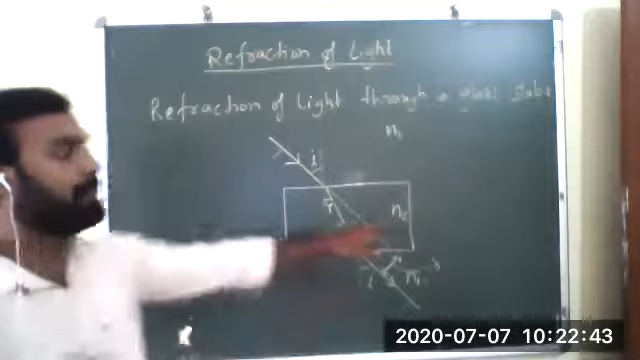 Refraction of Light
Refraction of Light through a glass slab
n₁
i
r
n₂
i
2020-07-07 10:22:43